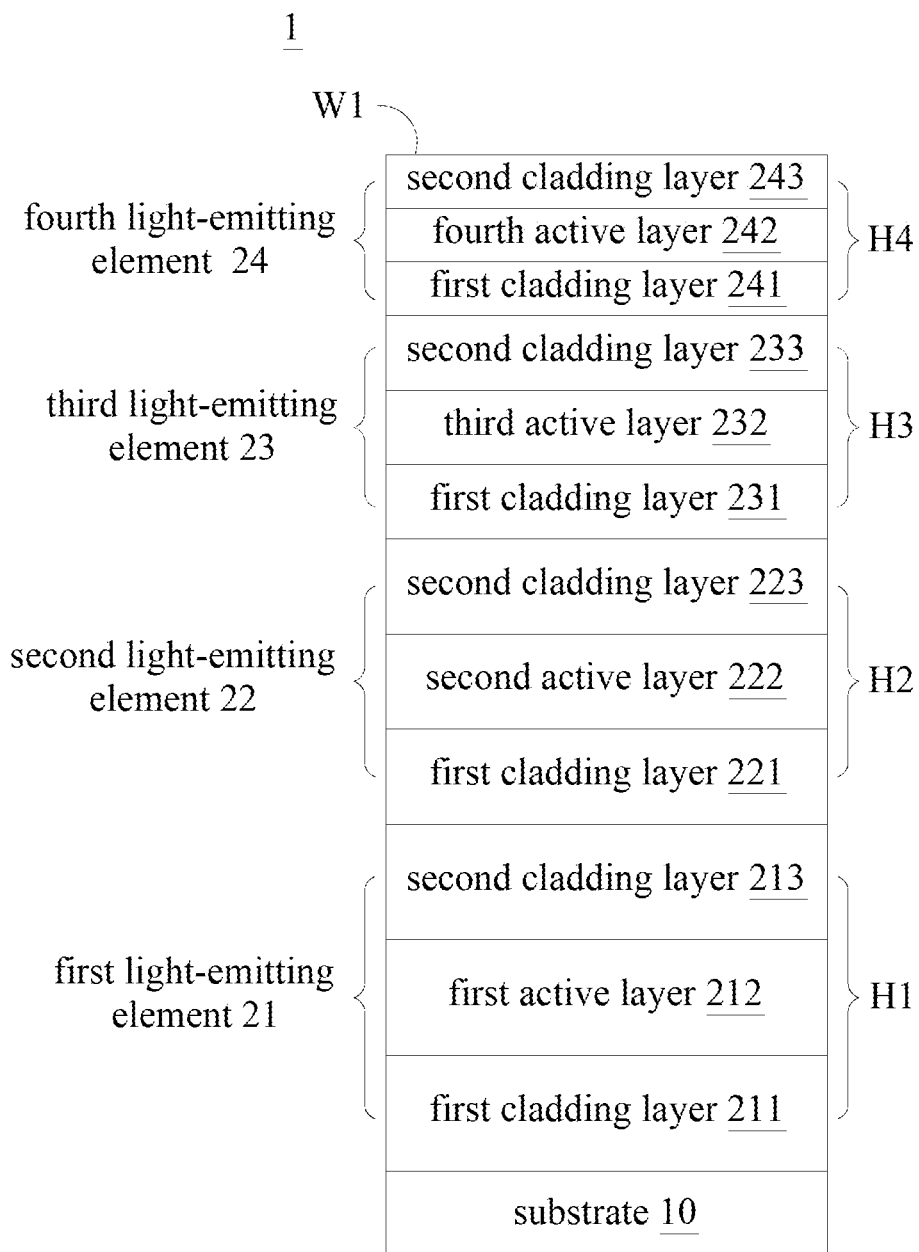 1
W1
second cladding layer 243
fourth light-emitting
element 24
fourth active layer 242
H4
first cladding layer 241
second cladding layer 233
third light-emitting
element 23
third active layer 232
H3
first cladding layer 231
second cladding layer 223
second light-emitting
element 22
second active layer 222
H2
first cladding layer 221
second cladding layer 213
first light-emitting
element 21
first active layer 212
H1
first cladding layer 211
substrate 10